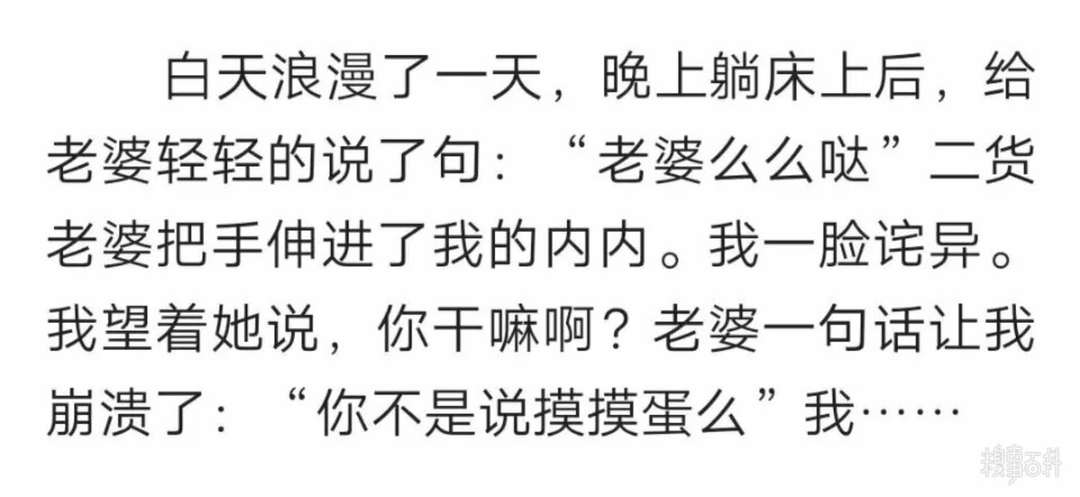 白天浪漫了一天，晚上躺床上后，给
老婆轻轻的说了句：“老婆么么哒”二货
老婆把手伸进了我的内内。我一脸诧异。
我望着她说，你干嘛啊？老婆一句话让我
崩溃了：“你不是说摸摸蛋么”我……